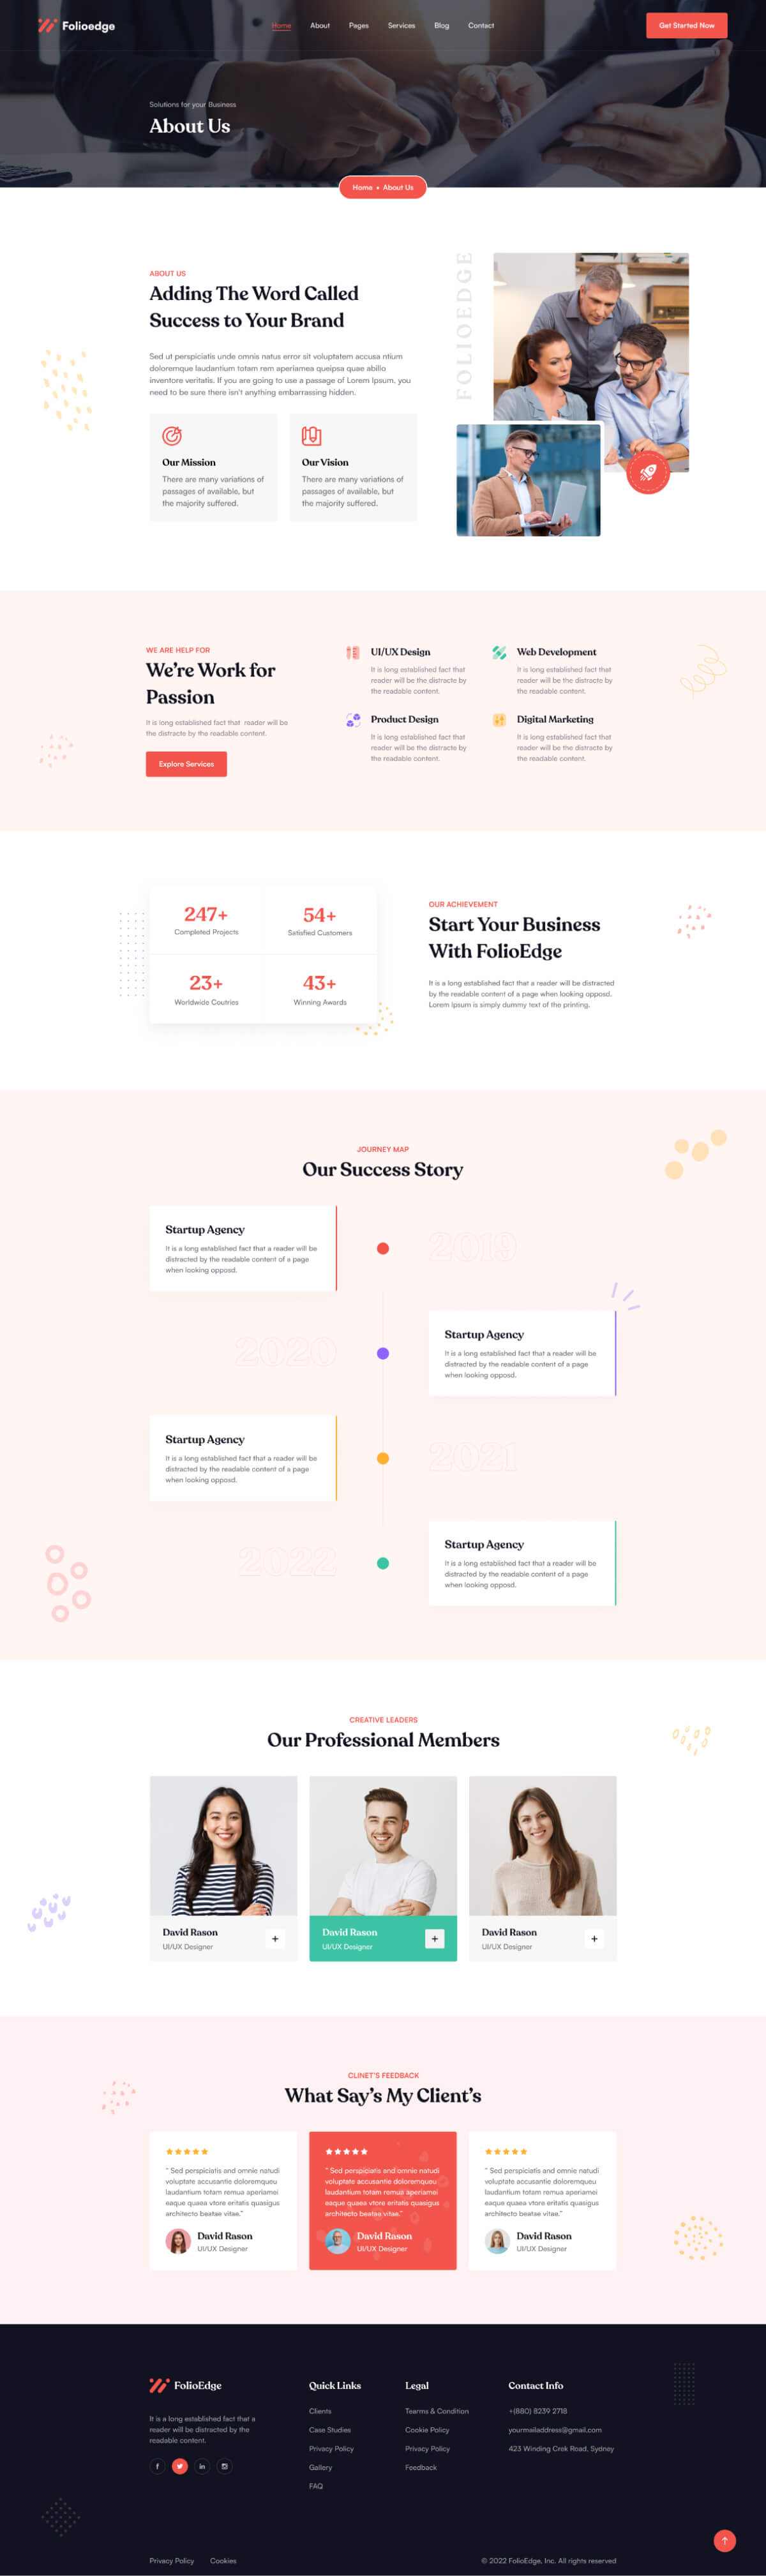 Folioedge
Home About Pages Services Blog Contact
Get Started Now
Solutions for your Business
About Us
Home • About Us
ABOUT US
Adding The Word Called
Success to Your Brand
Sed ut perspiciatis unde omnis natus error sit voluptatem accusa ntium
doloremque laudantium totam rem aperiamea queipsa quae abillo
inventore veritatis. If you are going to use a passage of Lorem Ipsum, you
need to be sure there isn't anything embarrassing hidden.
Our Mission
There are many variations of
passages of available, but
the majority suffered.
Our Vision
There are many variations of
passages of available, but
the majority suffered.
FOLIOEDGE
WE ARE HELP FOR
We're Work for
Passion
It is long established fact that reader will be
the distracte by the readable content.
Explore Services
UI/UX Design
It is long established fact that
reader will be the distracte by
the readable content.
Web Development
It is long established fact that
reader will be the distracte by
the readable content.
Product Design
It is long established fact that
reader will be the distracte by
the readable content.
Digital Marketing
It is long established fact that
reader will be the distracte by
the readable content.
247+
Completed Projects
54+
Satisfied Customers
23+
Worldwide Coutries
43+
Winning Awards
OUR ACHIEVEMENT
Start Your Business
With FolioEdge
It is a long established fact that a reader will be distracted
by the readable content of a page when looking opposd.
Lorem Ipsum is simply dummy text of the printing.
JOURNEY MAP
Our Success Story
Startup Agency
It is a long established fact that a reader will be
distracted by the readable content of a page
when looking opposd.
2019
2020
Startup Agency
It is a long established fact that a reader will be
distracted by the readable content of a page
when looking opposd.
Startup Agency
It is a long established fact that a reader will be
distracted by the readable content of a page
when looking opposd.
2021
2022
Startup Agency
It is a long established fact that a reader will be
distracted by the readable content of a page
when looking opposd.
CREATIVE LEADERS
Our Professional Members
David Rason
UI/UX Designer
+
David Rason
UI/UX Designer
+
David Rason
UI/UX Designer
+
CLINET'S FEEDBACK
What Say's My Client's
" Sed perspiciatis and omnie natudi
voluptate accusantie doloremqueu
laudantium totam remua aperiamei
eaque quaea vtore eritatis quasigus
architecto beatae vitae."
David Rason
UI/UX Designer
" Sed perspiciatis and omnie natudi
voluptate accusantie doloremqueu
laudantium totam remua aperiamei
eaque quaea vtore eritatis quasigus
architecto beatae vitae."
David Rason
UI/UX Designer
" Sed perspiciatis and omnie natudi
voluptate accusantie doloremqueu
laudantium totam remua aperiamei
eaque quaea vtore eritatis quasigus
architecto beatae vitae."
David Rason
UI/UX Designer
FolioEdge
It is a long established fact that a
reader will be distracted by the
readable content.
Quick Links
Clients
Case Studies
Privacy Policy
Gallery
FAQ
Legal
Tearms & Condition
Cookie Policy
Privacy Policy
Feedback
Contact Info
+(880) 8239 2718
yourmailaddress@gmail.com
423 Winding Crek Road, Sydney
Privacy Policy Cookies
© 2022 FolioEdge, Inc. All rights reserved